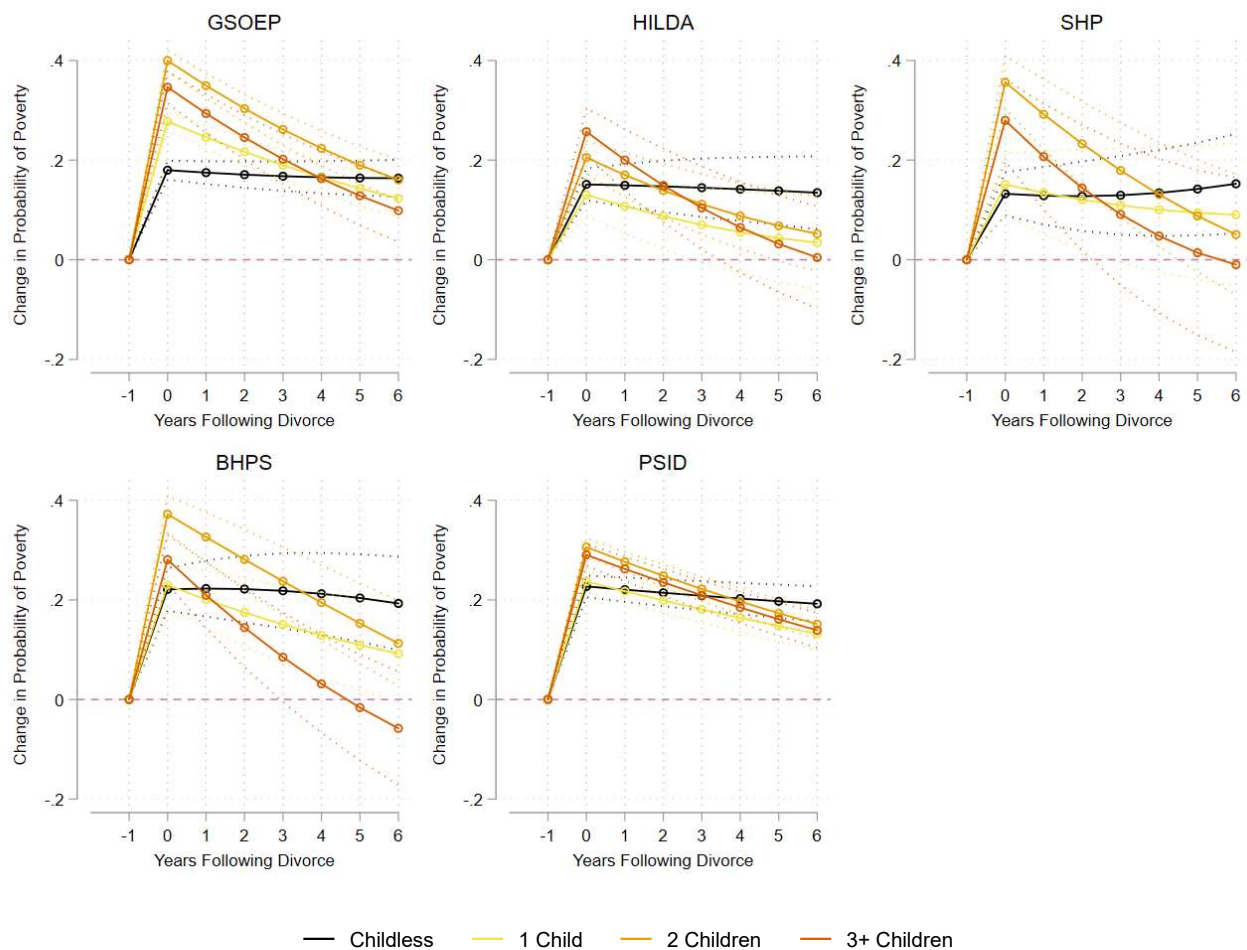 GSOEP
HILDA
SHP
Change in Probability of Poverty
.4
.2
0
-.2
-1 0 1 2 3 4 5 6
Years Following Divorce
Change in Probability of Poverty
.4
.2
0
-.2
-1 0 1 2 3 4 5 6
Years Following Divorce
Change in Probability of Poverty
.4
.2
0
-.2
-1 0 1 2 3 4 5 6
Years Following Divorce
BHPS
PSID
Change in Probability of Poverty
.4
.2
0
-.2
-1 0 1 2 3 4 5 6
Years Following Divorce
Change in Probability of Poverty
.4
.2
0
-.2
-1 0 1 2 3 4 5 6
Years Following Divorce
Childless 1 Child 2 Children 3+ Children